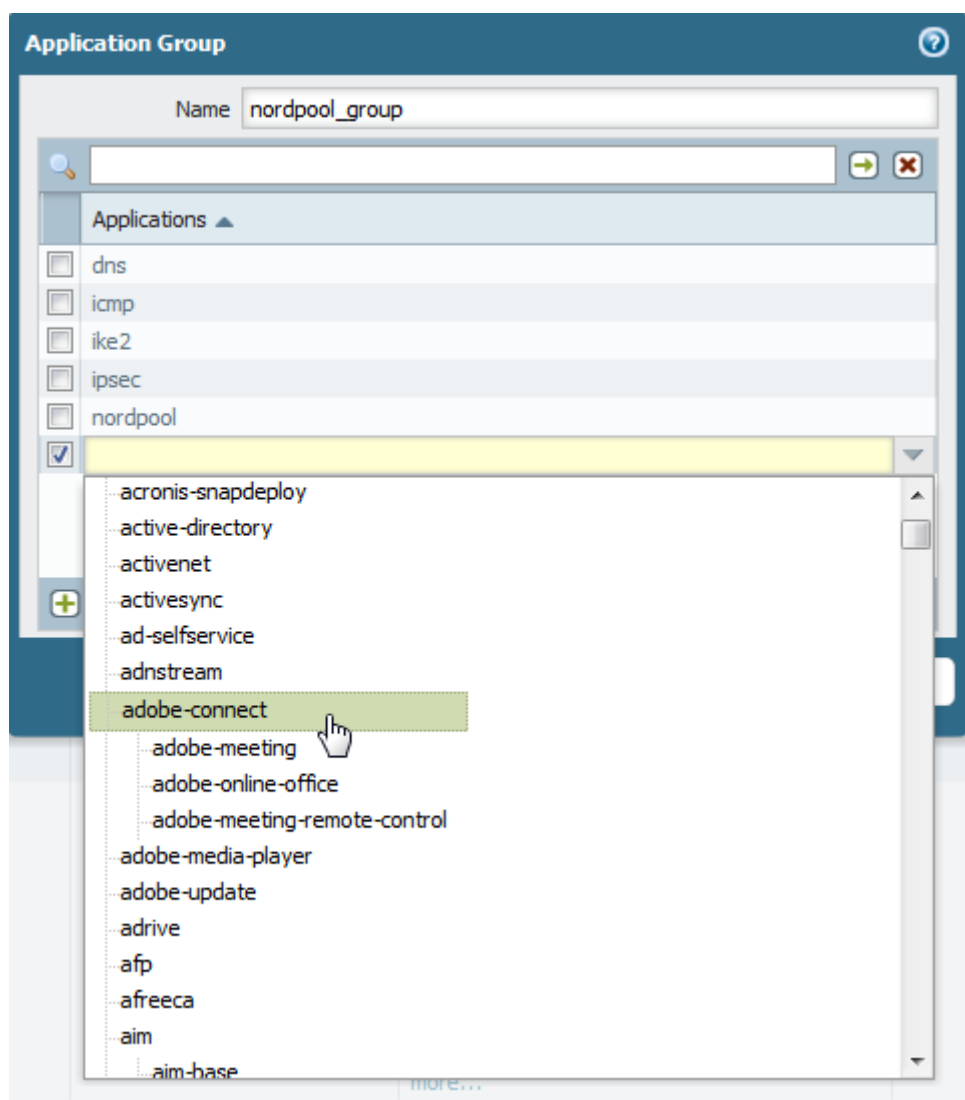 Application Group
Name nordpool_group
Applications
dns
icmp
ike2
ipsec
nordpool
acronis-snapdeploy
active-directory
activenet
activesync
ad-selfservice
adnstream
adobe-connect
adobe-meeting
adobe-online-office
adobe-meeting-remote-control
adobe-media-player
adobe-update
adrive
afp
afreeca
aim
aim-base
more...